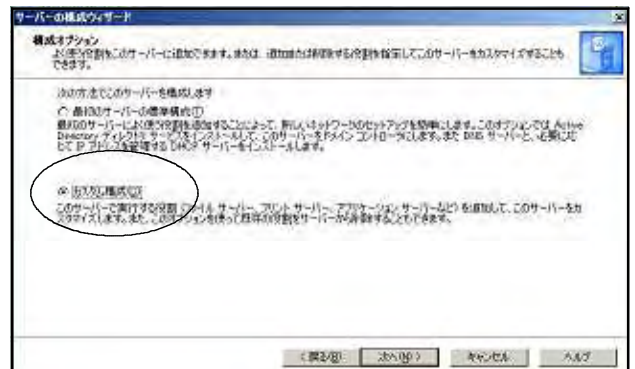 サーバーの構成ウィザード
構成オプション
よく使う役割をこのサーバーに追加できます。または、追加または削除する役割を指定してこのサーバーをカスタマイズすることも
できます。
次の方法でこのサーバーを構成します
最初のサーバーの標準構成(T)
最初のサーバーによく使う役割を追加することによって、新しいネットワークのセットアップを簡単にします。このオプションでは Active
Directory ディレクトリ サービスをインストールして、このサーバーをドメイン コントローラにします。また DNS サーバーと、必要に応
じて IP アドレスを管理する DHCP サーバーをインストールします。
カスタム構成(C)
このサーバーで実行する役割 (ファイル サーバー、プリント サーバー、アプリケーション サーバーなど) を追加して、このサーバーをカ
スタマイズします。また、このオプションを使って既存の役割をサーバーから削除することもできます。
< 戻る(B)
次へ(N) >
キャンセル
ヘルプ